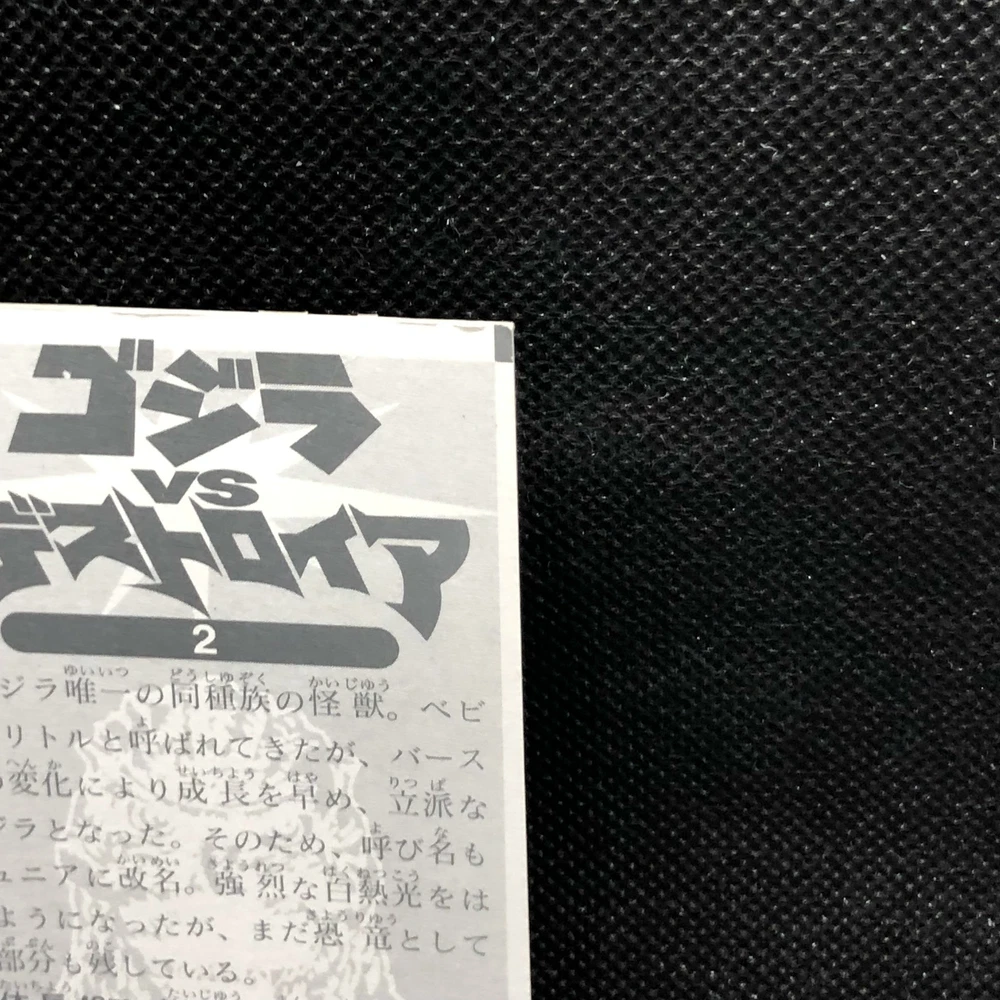 ゴジラ
VS
デストロイア
2
ジラ唯一の同種族の怪獣。ベビ
リトルと呼ばれてきたが、バース
変化により成長を早め、立派な
ジラとなった。そのため、呼び名も
ュニアに改名。強烈な白熱光をは
ようになったが、まだ恐竜として
部分も残している。